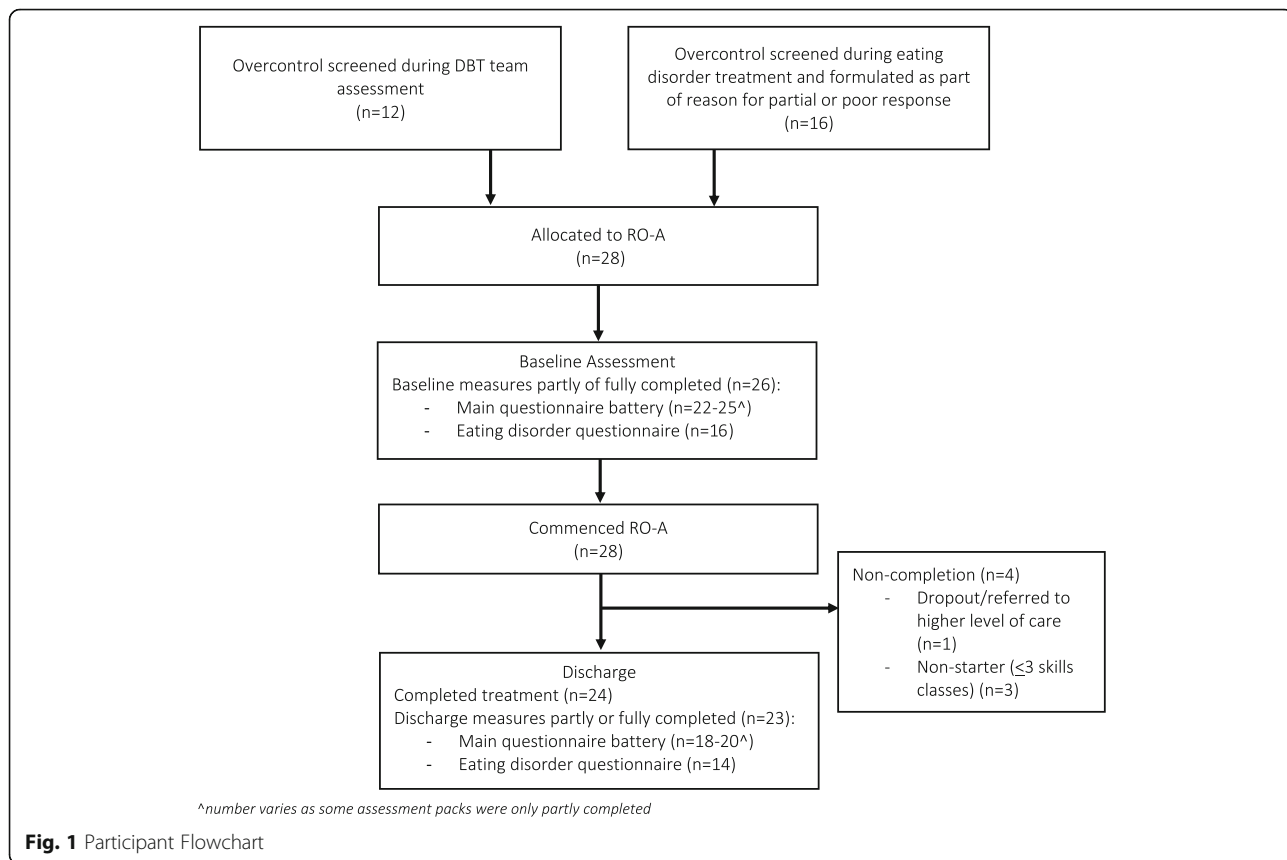 Overcontrol screened during DBT team
assessment
(n=12)
Overcontrol screened during eating
disorder treatment and formulated as part
of reason for partial or poor response
(n=16)
Allocated to RO-A
(n=28)
Baseline Assessment
Baseline measures partly of fully completed (n=26):
- Main questionnaire battery (n=22-25^)
- Eating disorder questionnaire (n=16)
Commenced RO-A
(n=28)
Non-completion (n=4)
- Dropout/referred to
higher level of care
(n=1)
- Non-starter (≤3 skills
classes) (n=3)
Discharge
Completed treatment (n=24)
Discharge measures partly or fully completed (n=23):
- Main questionnaire battery (n=18-20^)
- Eating disorder questionnaire (n=14)
^number varies as some assessment packs were only partly completed
Fig. 1 Participant Flowchart